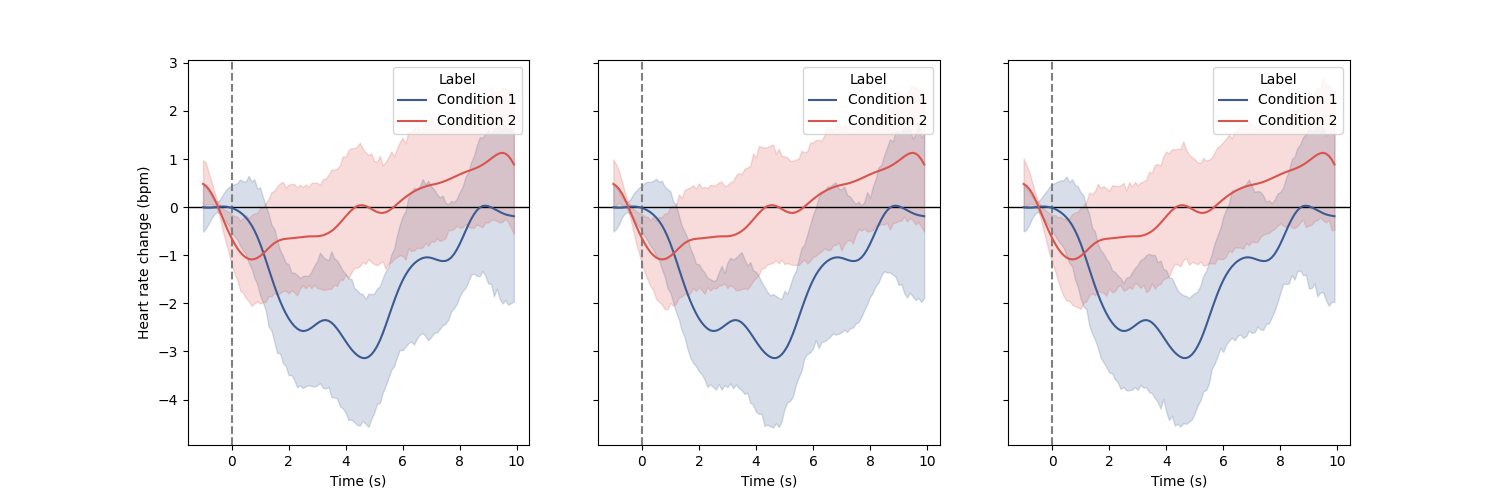 Heart rate change (bpm)
3
2
1
0
−1
−2
−3
−4
Label
Condition 1
Condition 2
0 2 4 6 8 10
Time (s)
Label
Condition 1
Condition 2
0 2 4 6 8 10
Time (s)
Label
Condition 1
Condition 2
0 2 4 6 8 10
Time (s)